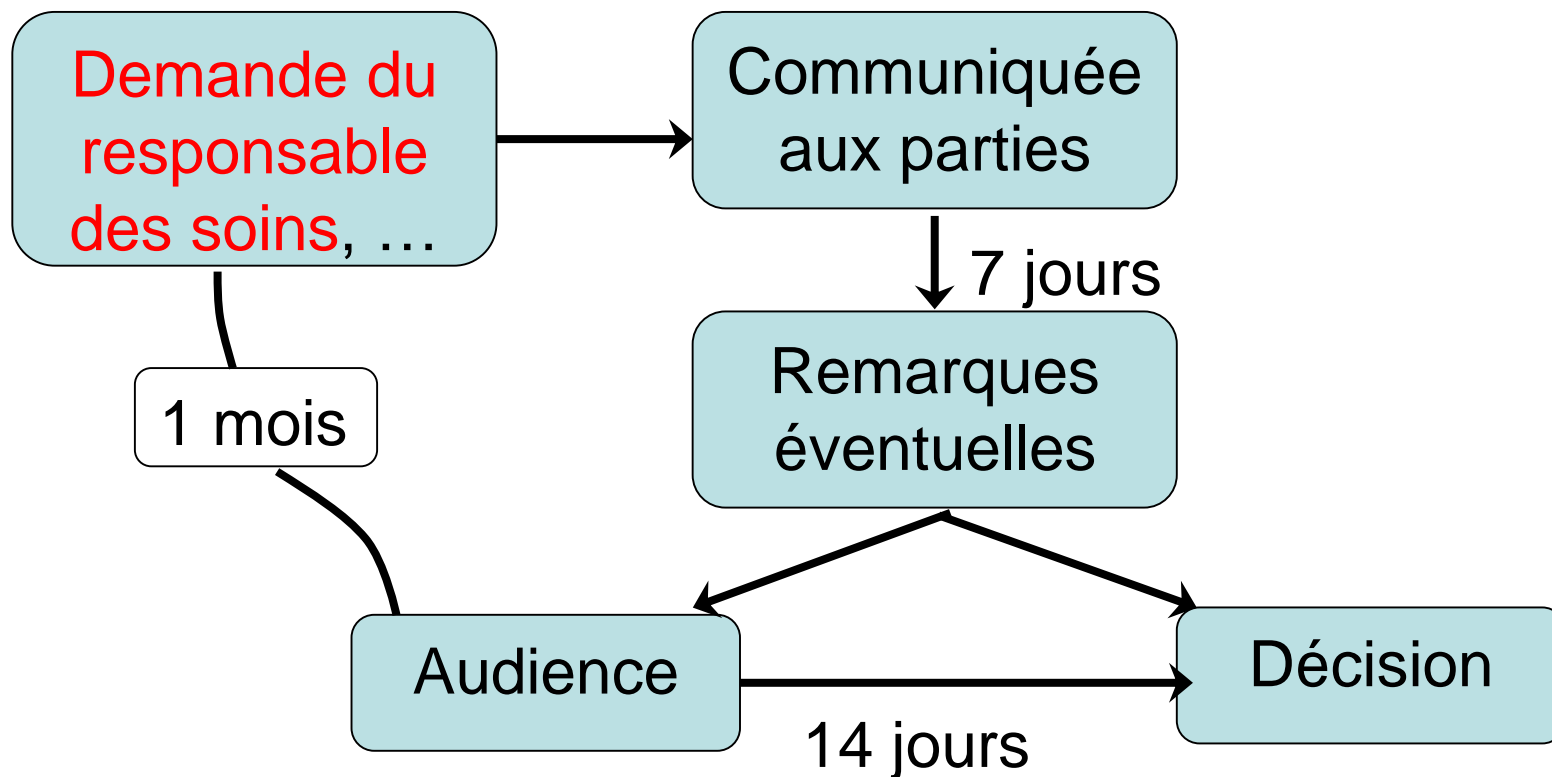 Demande du
responsable
des soins, …
Communiquée
aux parties
7 jours
Remarques
éventuelles
1 mois
Audience
Décision
14 jours